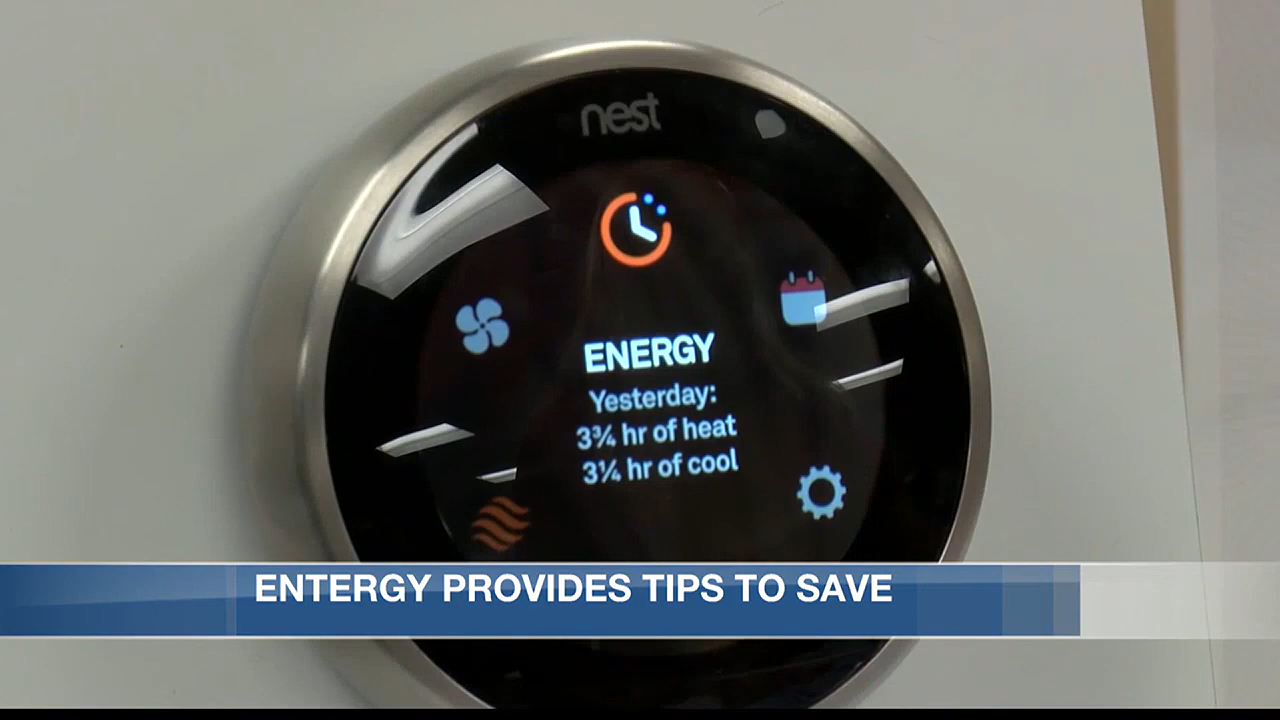 nest
ENERGY
Yesterday:
3¾ hr of heat
3¼ hr of cool
ENTERGY PROVIDES TIPS TO SAVE